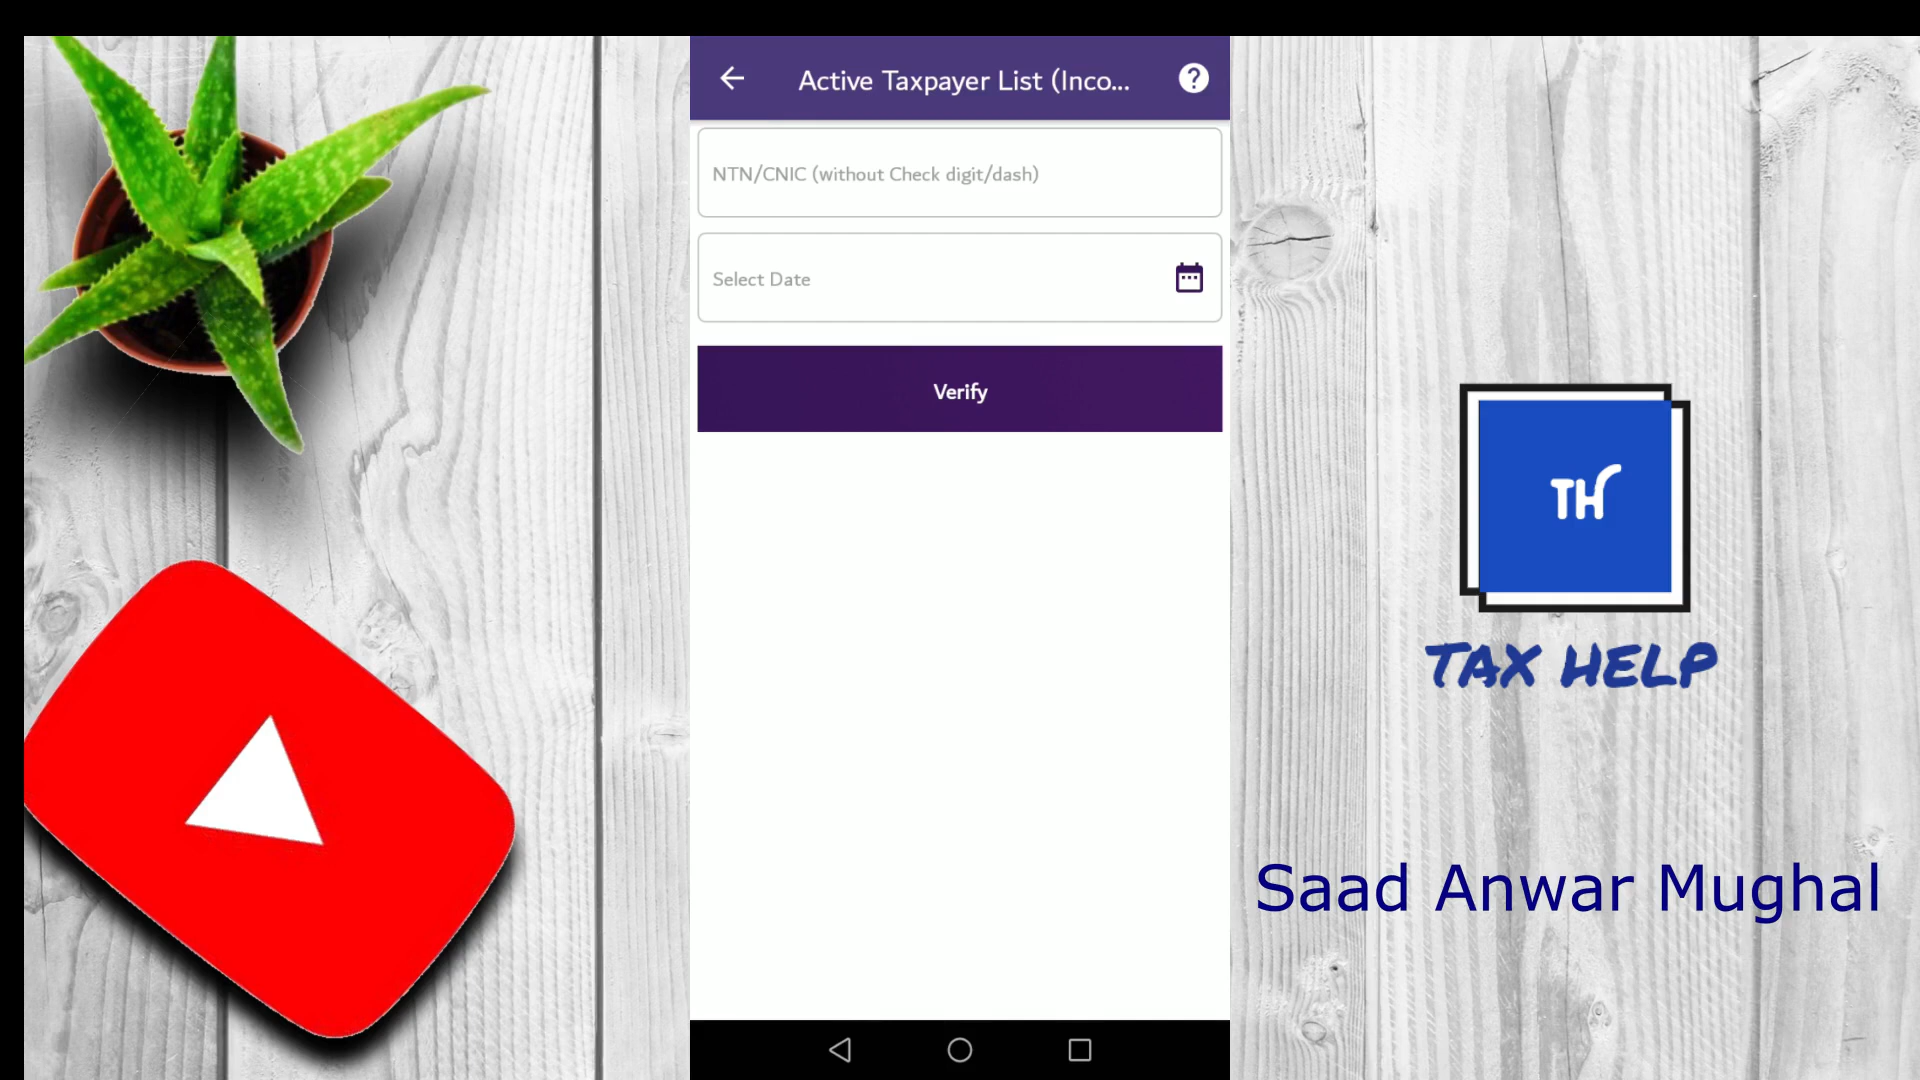 Active Taxpayer List (Inco...
NTN/CNIC (without Check digit/dash)
Select Date
Verify
TH
TAX HELP
Saad Anwar Mughal